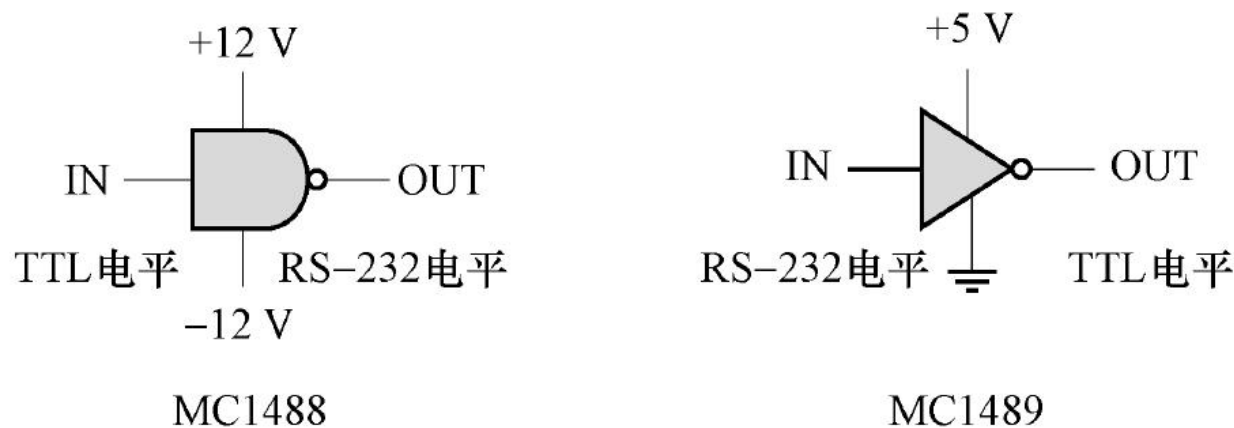 +12 V
IN
OUT
TTL电平
RS-232电平
-12 V
MC1488
+5 V
IN
OUT
RS-232电平
TTL电平
MC1489